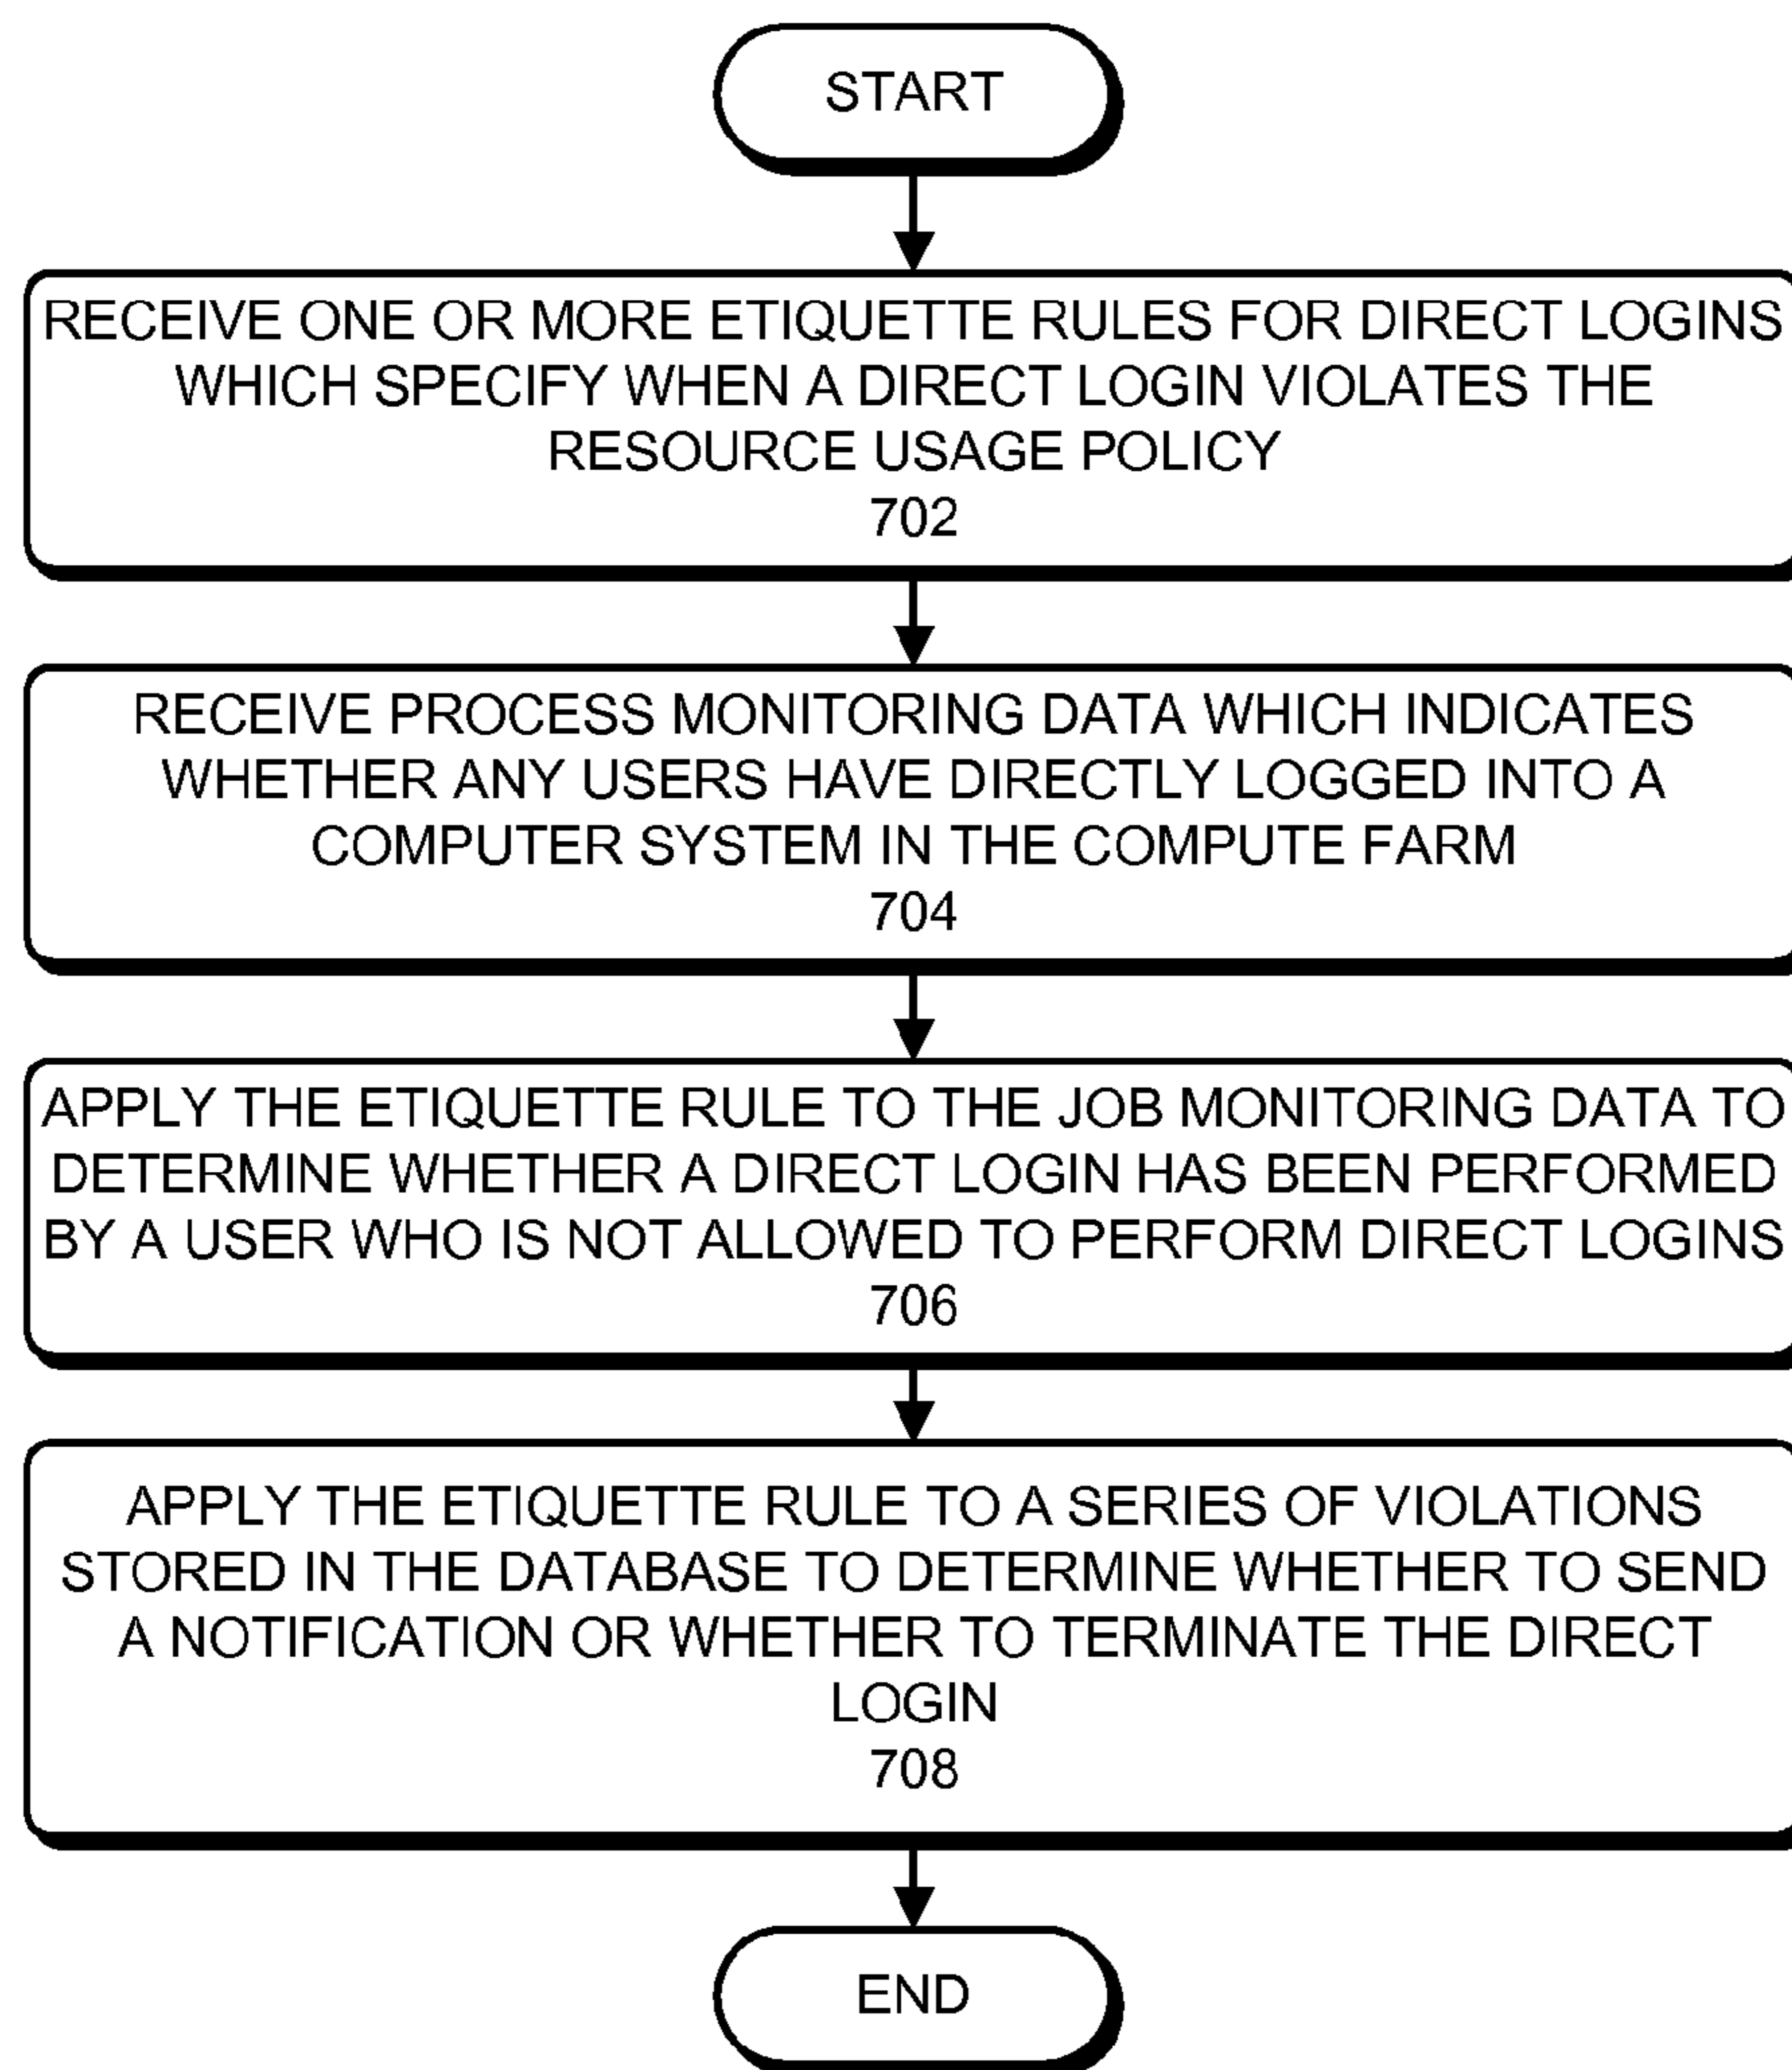 START
RECEIVE ONE OR MORE ETIQUETTE RULES FOR DIRECT LOGINS
WHICH SPECIFY WHEN A DIRECT LOGIN VIOLATES THE
RESOURCE USAGE POLICY
702
RECEIVE PROCESS MONITORING DATA WHICH INDICATES
WHETHER ANY USERS HAVE DIRECTLY LOGGED INTO A
COMPUTER SYSTEM IN THE COMPUTE FARM
704
APPLY THE ETIQUETTE RULE TO THE JOB MONITORING DATA TO
DETERMINE WHETHER A DIRECT LOGIN HAS BEEN PERFORMED
BY A USER WHO IS NOT ALLOWED TO PERFORM DIRECT LOGINS
706
APPLY THE ETIQUETTE RULE TO A SERIES OF VIOLATIONS
STORED IN THE DATABASE TO DETERMINE WHETHER TO SEND
A NOTIFICATION OR WHETHER TO TERMINATE THE DIRECT
LOGIN
708
END